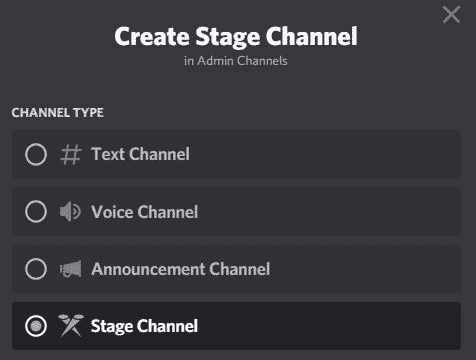 Create Stage Channel
in Admin Channels
CHANNEL TYPE
Text Channel
Voice Channel
Announcement Channel
Stage Channel